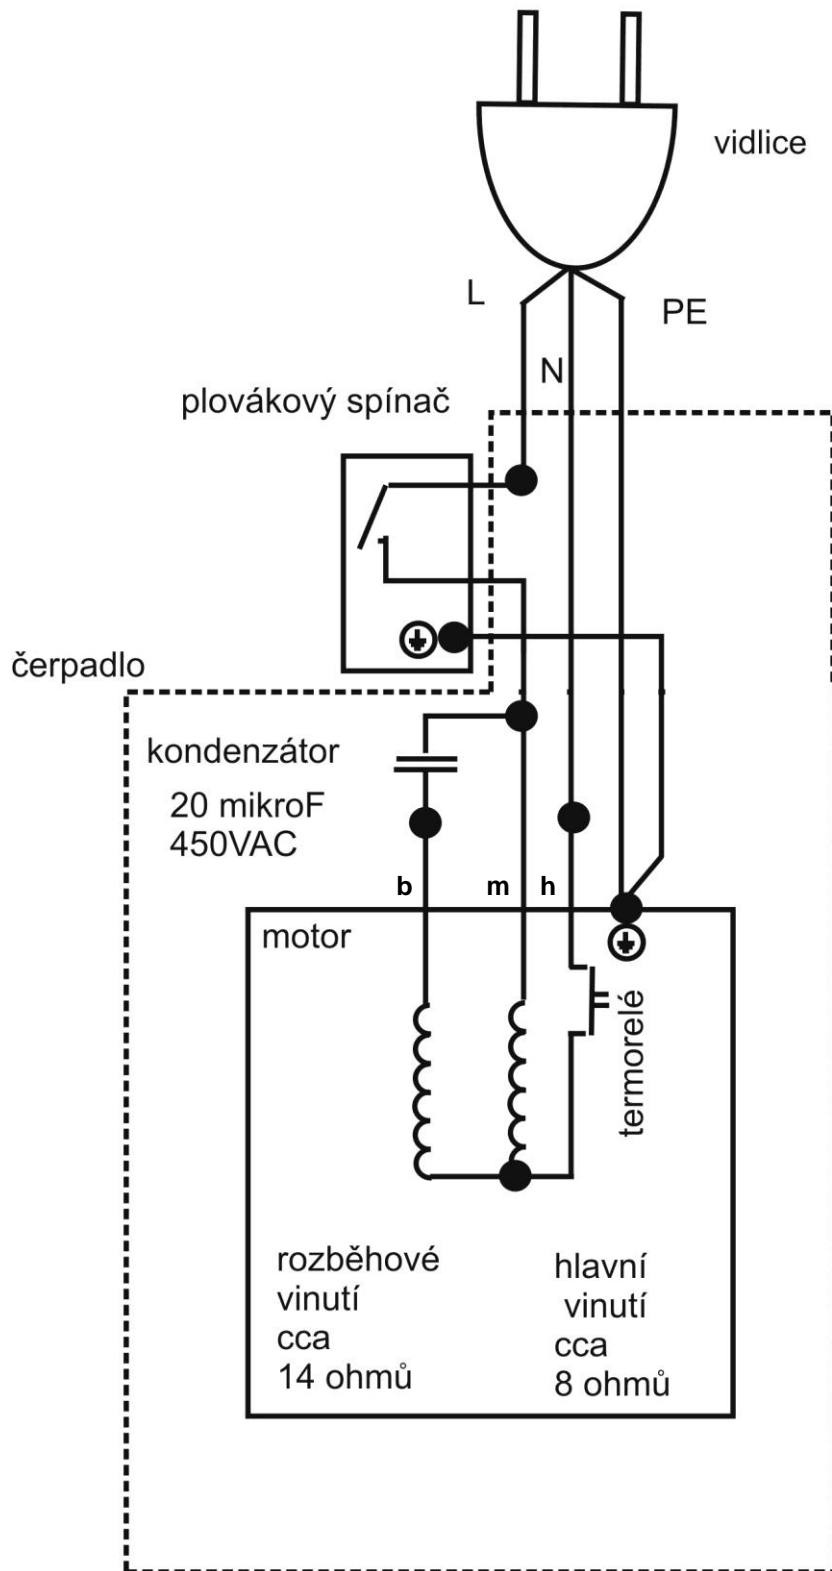 vidlice
L
PE
N
plovákový spínač
čerpadlo
kondenzátor
20 mikroF
450VAC
b
m
h
motor
termorelé
rozběhové
vinutí
cca
14 ohmů
hlavní
vinutí
cca
8 ohmů